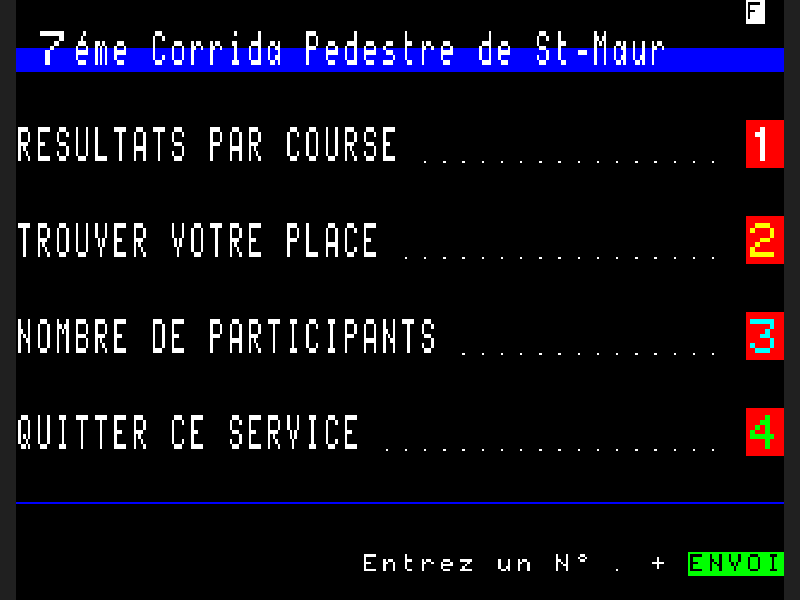 F
7éme Corrida Pedestre de St-Maur
RESULTATS PAR COURSE ................ 1
TROUVER VOTRE PLACE ................. 2
NOMBRE DE PARTICIPANTS .............. 3
QUITTER CE SERVICE .................. 4
Entrez un N° . + ENVOI